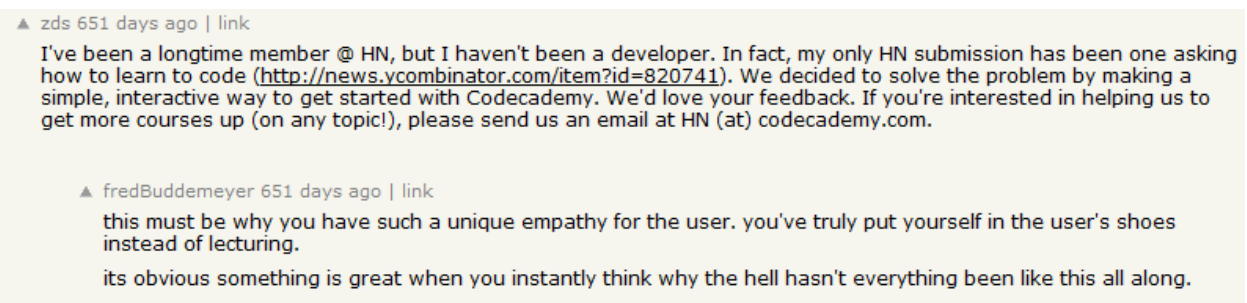 ▲ zds 651 days ago | link
I've been a longtime member @ HN, but I haven't been a developer. In fact, my only HN submission has been one asking
how to learn to code (http://news.ycombinator.com/item?id=820741). We decided to solve the problem by making a
simple, interactive way to get started with Codecademy. We'd love your feedback. If you're interested in helping us to
get more courses up (on any topic!), please send us an email at HN (at) codecademy.com.
▲ fredBuddemeyer 651 days ago | link
this must be why you have such a unique empathy for the user. you've truly put yourself in the user's shoes
instead of lecturing.
its obvious something is great when you instantly think why the hell hasn't everything been like this all along.